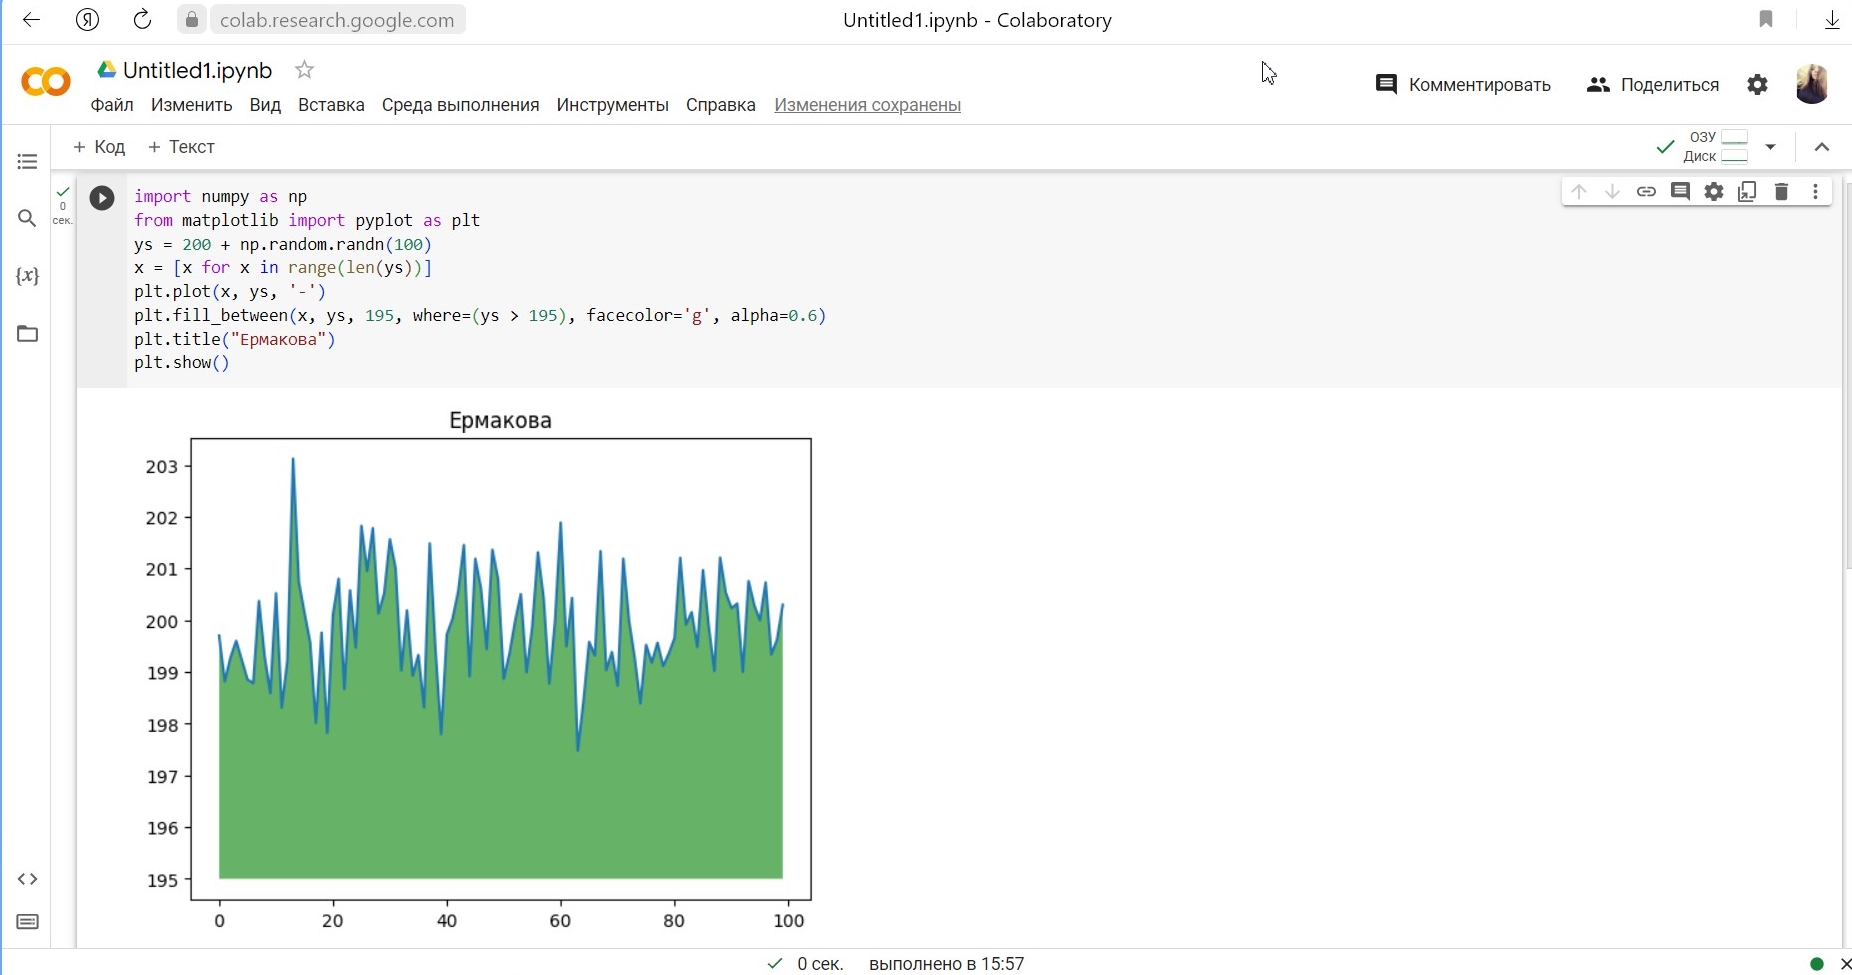 colab.research.google.com
Untitled1.ipynb - Colaboratory
Untitled1.ipynb
Комментировать
Поделиться
Файл Изменить Вид Вставка Среда выполнения Инструменты Справка Изменения сохранены
+ Код + Текст
ОЗУ
Диск
0
сек.
import numpy as np
from matplotlib import pyplot as plt
ys = 200 + np.random.randn(100)
x = [x for x in range(len(ys))]
plt.plot(x, ys, '-')
plt.fill_between(x, ys, 195, where=(ys > 195), facecolor='g', alpha=0.6)
plt.title("Ермакова")
plt.show()
{x}
Ермакова
203
202
201
200
199
198
197
196
195
0 20 40 60 80 100
0 сек. выполнено в 15:57